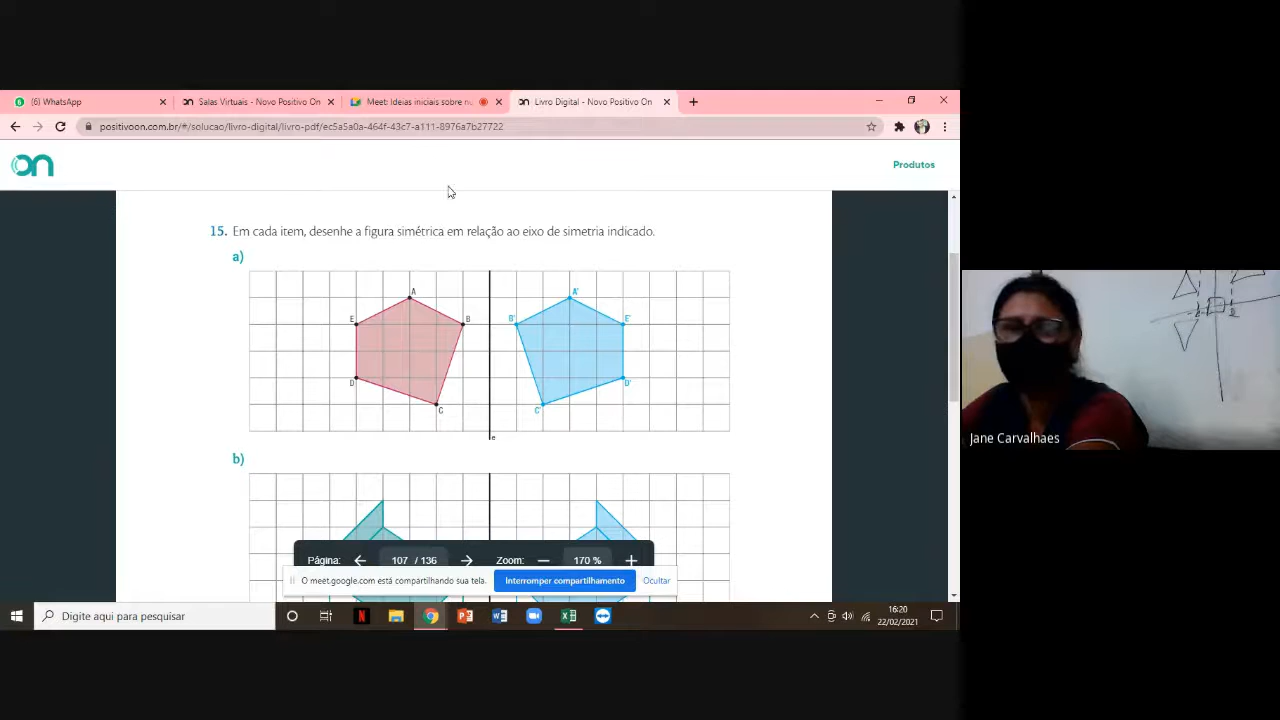 (6) WhatsApp
Salas Virtuais - Novo Positivo On
Meet: Ideias iniciais sobre nu
Livro Digital - Novo Positivo On
positivoon.com.br/#/solucao/livro-digital/livro-pdf/ec5a5a0a-464f-43c7-a111-8976a7b27722
on
Produtos
15. Em cada item, desenhe a figura simétrica em relação ao eixo de simetria indicado.
a)
A
A'
E
B
B'
E'
D
D'
C
C'
e
b)
Página: 107 / 136 Zoom: 170 %
O meet.google.com está compartilhando sua tela.
Interromper compartilhamento
Ocultar
Digite aqui para pesquisar
16:20
22/02/2021
Jane Carvalhaes